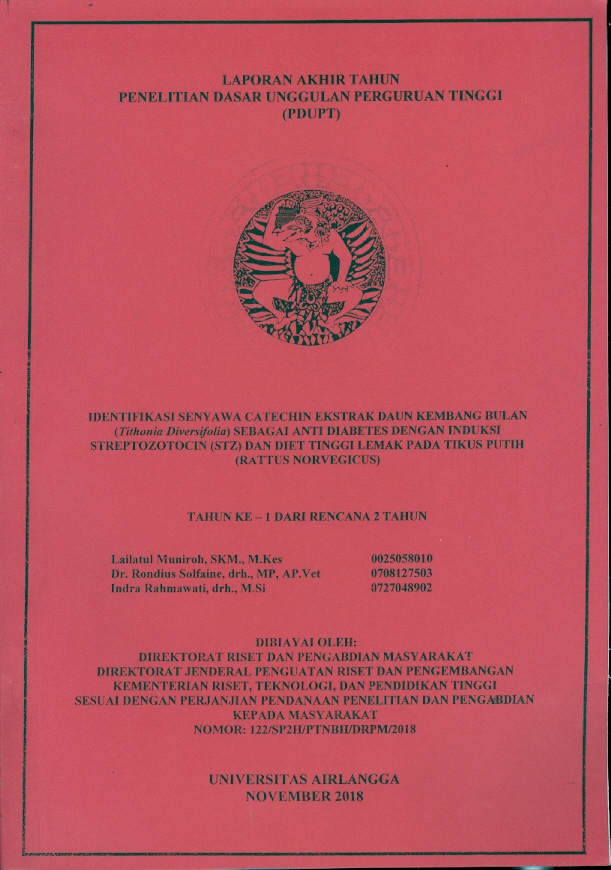 LAPORAN AKHIR TAHUN
PENELITIAN DASAR UNGGULAN PERGURUAN TINGGI
(PDUPT)
IDENTIFIKASI SENYAWA CATECHIN EKSTRAK DAUN KEMBANG BULAN
(Tithonia Diversifolia) SEBAGAI ANTI DIABETES DENGAN INDUKSI
STREPTOZOTOCIN (STZ) DAN DIET TINGGI LEMAK PADA TIKUS PUTIH
(RATTUS NORVEGICUS)
TAHUN KE – 1 DARI RENCANA 2 TAHUN
Lailatul Muniroh, SKM., M.Kes 0025058010
Dr. Rondius Solfaine, drh., MP, AP.Vet 0708127503
Indra Rahmawati, drh., M.Si 0727048902
DIBIAYAI OLEH:
DIREKTORAT RISET DAN PENGABDIAN MASYARAKAT
DIREKTORAT JENDERAL PENGUATAN RISET DAN PENGEMBANGAN
KEMENTERIAN RISET, TEKNOLOGI, DAN PENDIDIKAN TINGGI
SESUAI DENGAN PERJANJIAN PENDANAAN PENELITIAN DAN PENGABDIAN
KEPADA MASYARAKAT
NOMOR: 122/SP2H/PTNBH/DRPM/2018
UNIVERSITAS AIRLANGGA
NOVEMBER 2018